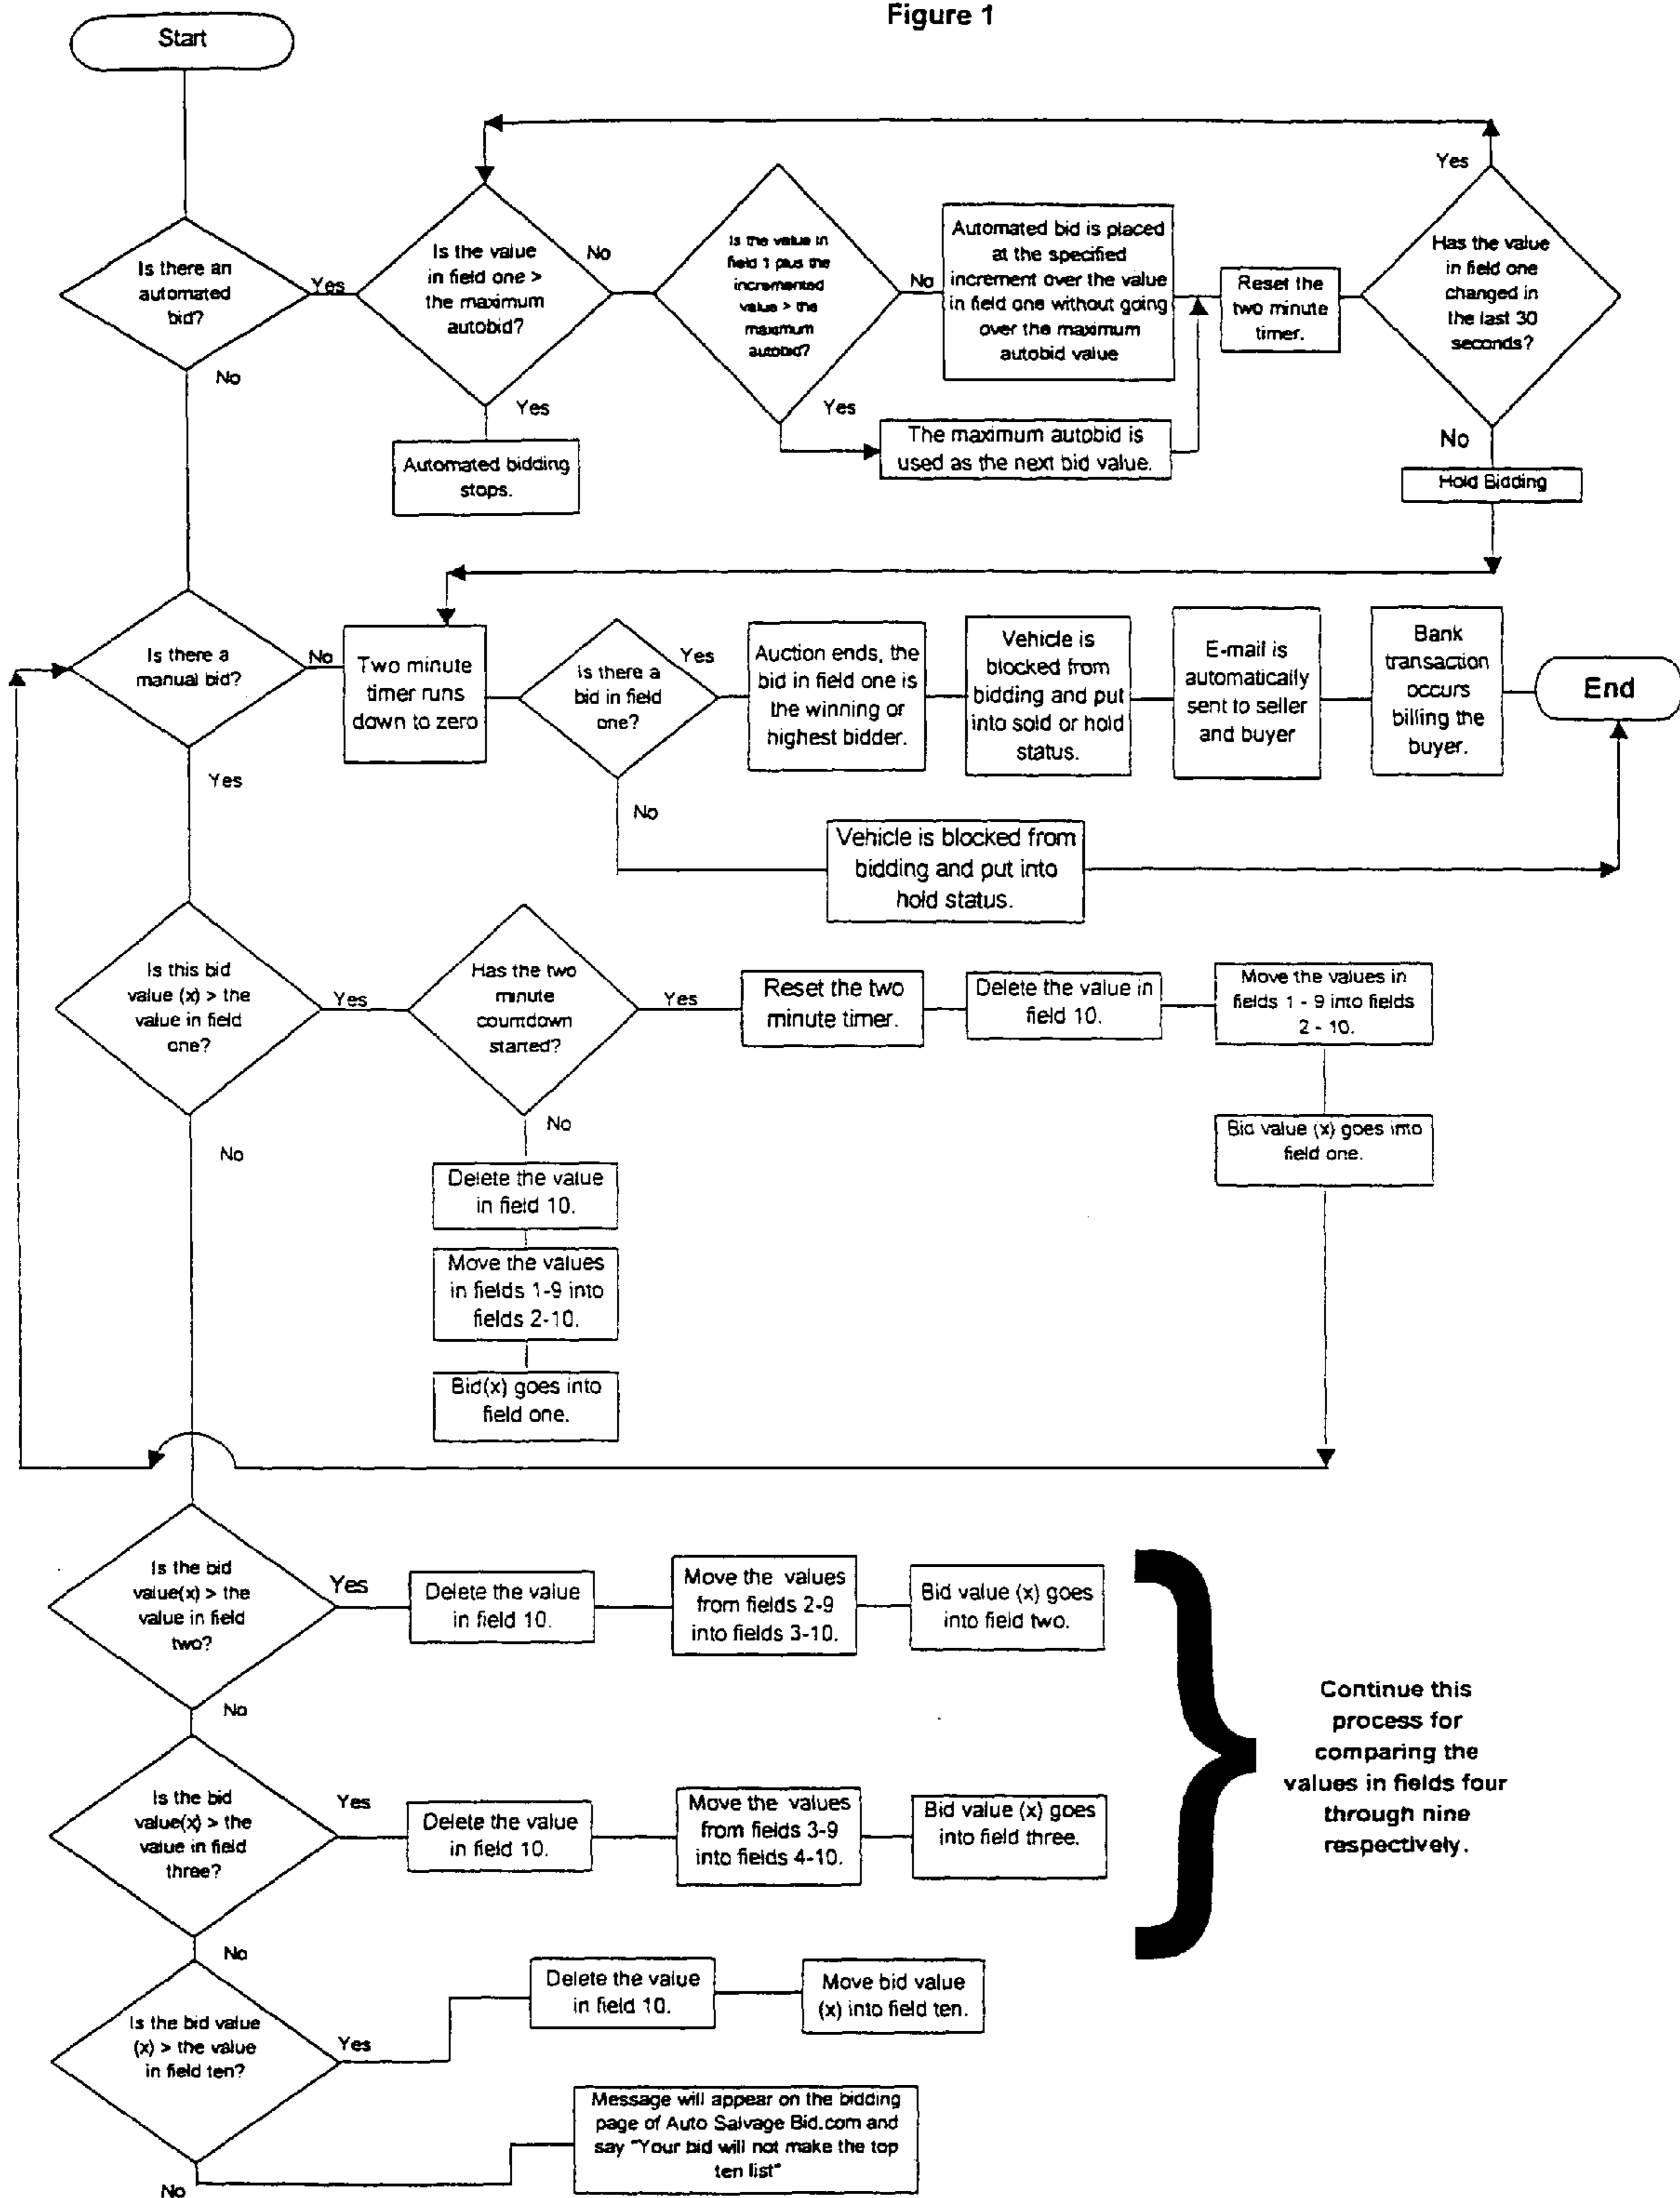 Figure 1
Start
Is there an
automated
bid?
Yes
No
Is the value
in field one >
the maximum
autobid?
No
Yes
Automated bidding
stops.
Is the value in
field 1 plus the
incremented
value > the
maximum
autobid?
No
Yes
Automated bid is placed
at the specified
increment over the value
in field one without going
over the maximum
autobid value
The maximum autobid is
used as the next bid value.
Reset the
two minute
timer.
Has the value
in field one
changed in
the last 30
seconds?
Yes
No
Hold Bidding
Is there a
manual bid?
No
Yes
Two minute
timer runs
down to zero
Is there a
bid in field
one?
Yes
No
Auction ends, the
bid in field one is
the winning or
highest bidder.
Vehicle is
blocked from
bidding and put
into sold or hold
status.
E-mail is
automatically
sent to seller
and buyer
Bank
transaction
occurs
billing the
buyer.
End
Vehicle is blocked from
bidding and put into
hold status.
Is this bid
value (x) > the
value in field
one?
Yes
No
Has the two
minute
countdown
started?
Yes
No
Reset the two
minute timer.
Delete the value in
field 10.
Move the values in
fields 1 - 9 into fields
2 - 10.
Bid value (x) goes into
field one.
Delete the value
in field 10.
Move the values
in fields 1-9 into
fields 2-10.
Bid(x) goes into
field one.
Is the bid
value(x) > the
value in field
two?
Yes
No
Delete the value
in field 10.
Move the values
from fields 2-9
into fields 3-10.
Bid value (x) goes
into field two.
Is the bid
value(x) > the
value in field
three?
Yes
No
Delete the value
in field 10.
Move the values
from fields 3-9
into fields 4-10.
Bid value (x) goes
into field three.
Continue this
process for
comparing the
values in fields four
through nine
respectively.
Is the bid value
(x) > the value
in field ten?
Yes
No
Delete the value
in field 10.
Move bid value
(x) into field ten.
Message will appear on the bidding
page of Auto Salvage Bid.com and
say "Your bid will not make the top
ten list"